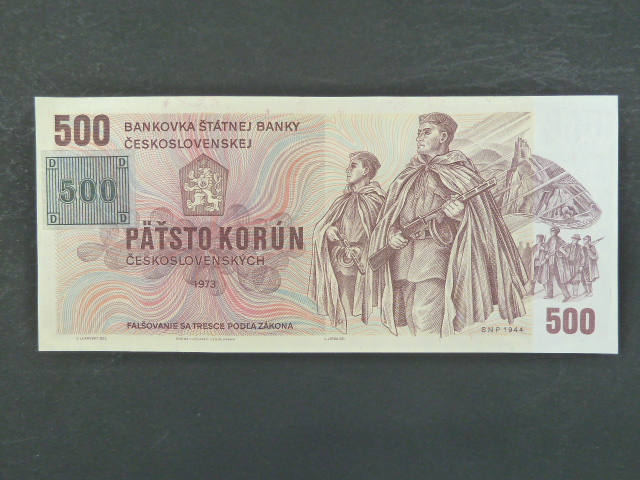 500
BANKOVKA ŠTÁTNEJ BANKY
ČESKOSLOVENSKEJ
D D
500
D D
PÄŤSTO KORÚN
ČESKOSLOVENSKÝCH
1973
FALŠOVANIE SA TRESCE PODĽA ZÁKONA
SNP 1944
500